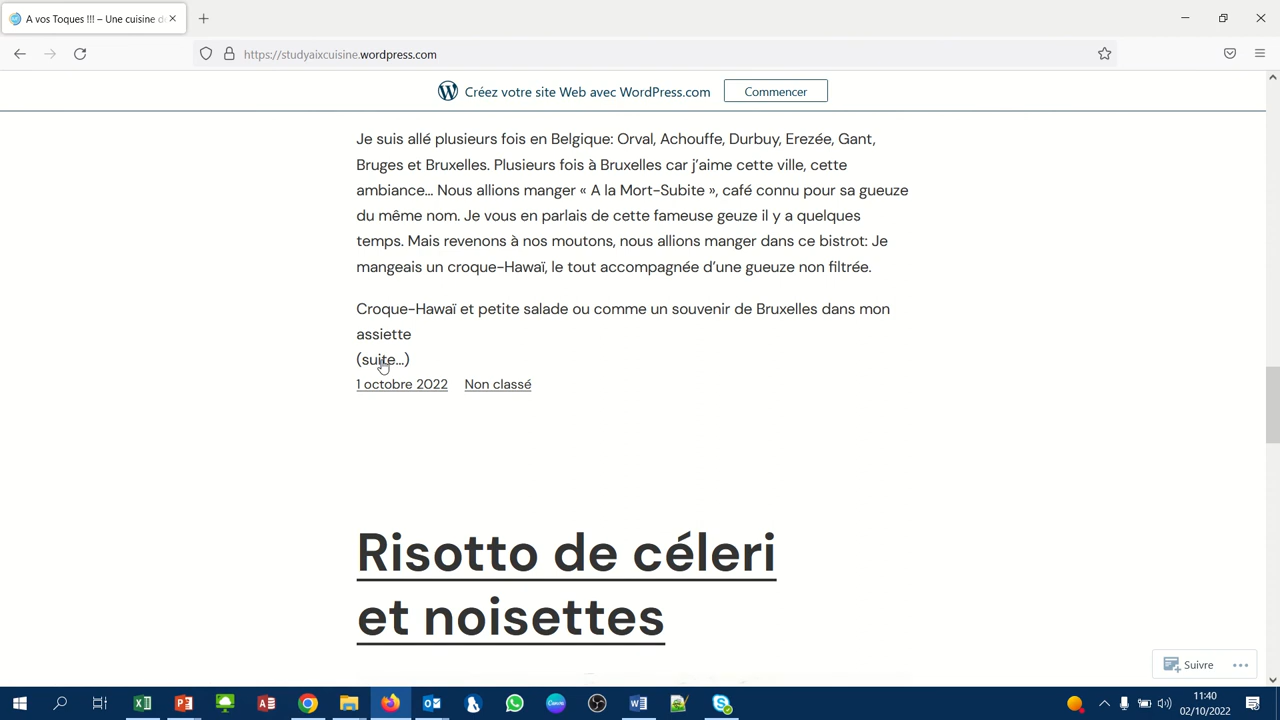 A vos Toques !!! – Une cuisine d
https://studyaixcuisine.wordpress.com
Créez votre site Web avec WordPress.com
Commencer
Je suis allé plusieurs fois en Belgique: Orval, Achouffe, Durbuy, Erezée, Gant,
Bruges et Bruxelles. Plusieurs fois à Bruxelles car j’aime cette ville, cette
ambiance… Nous allions manger « A la Mort-Subite », café connu pour sa gueuze
du même nom. Je vous en parlais de cette fameuse geuze il y a quelques
temps. Mais revenons à nos moutons, nous allions manger dans ce bistrot: Je
mangeais un croque-Hawaï, le tout accompagnée d’une gueuze non filtrée.
Croque-Hawaï et petite salade ou comme un souvenir de Bruxelles dans mon
assiette
(suite…)
1 octobre 2022 Non classé
Risotto de céleri
et noisettes
Suivre
11:40
02/10/2022